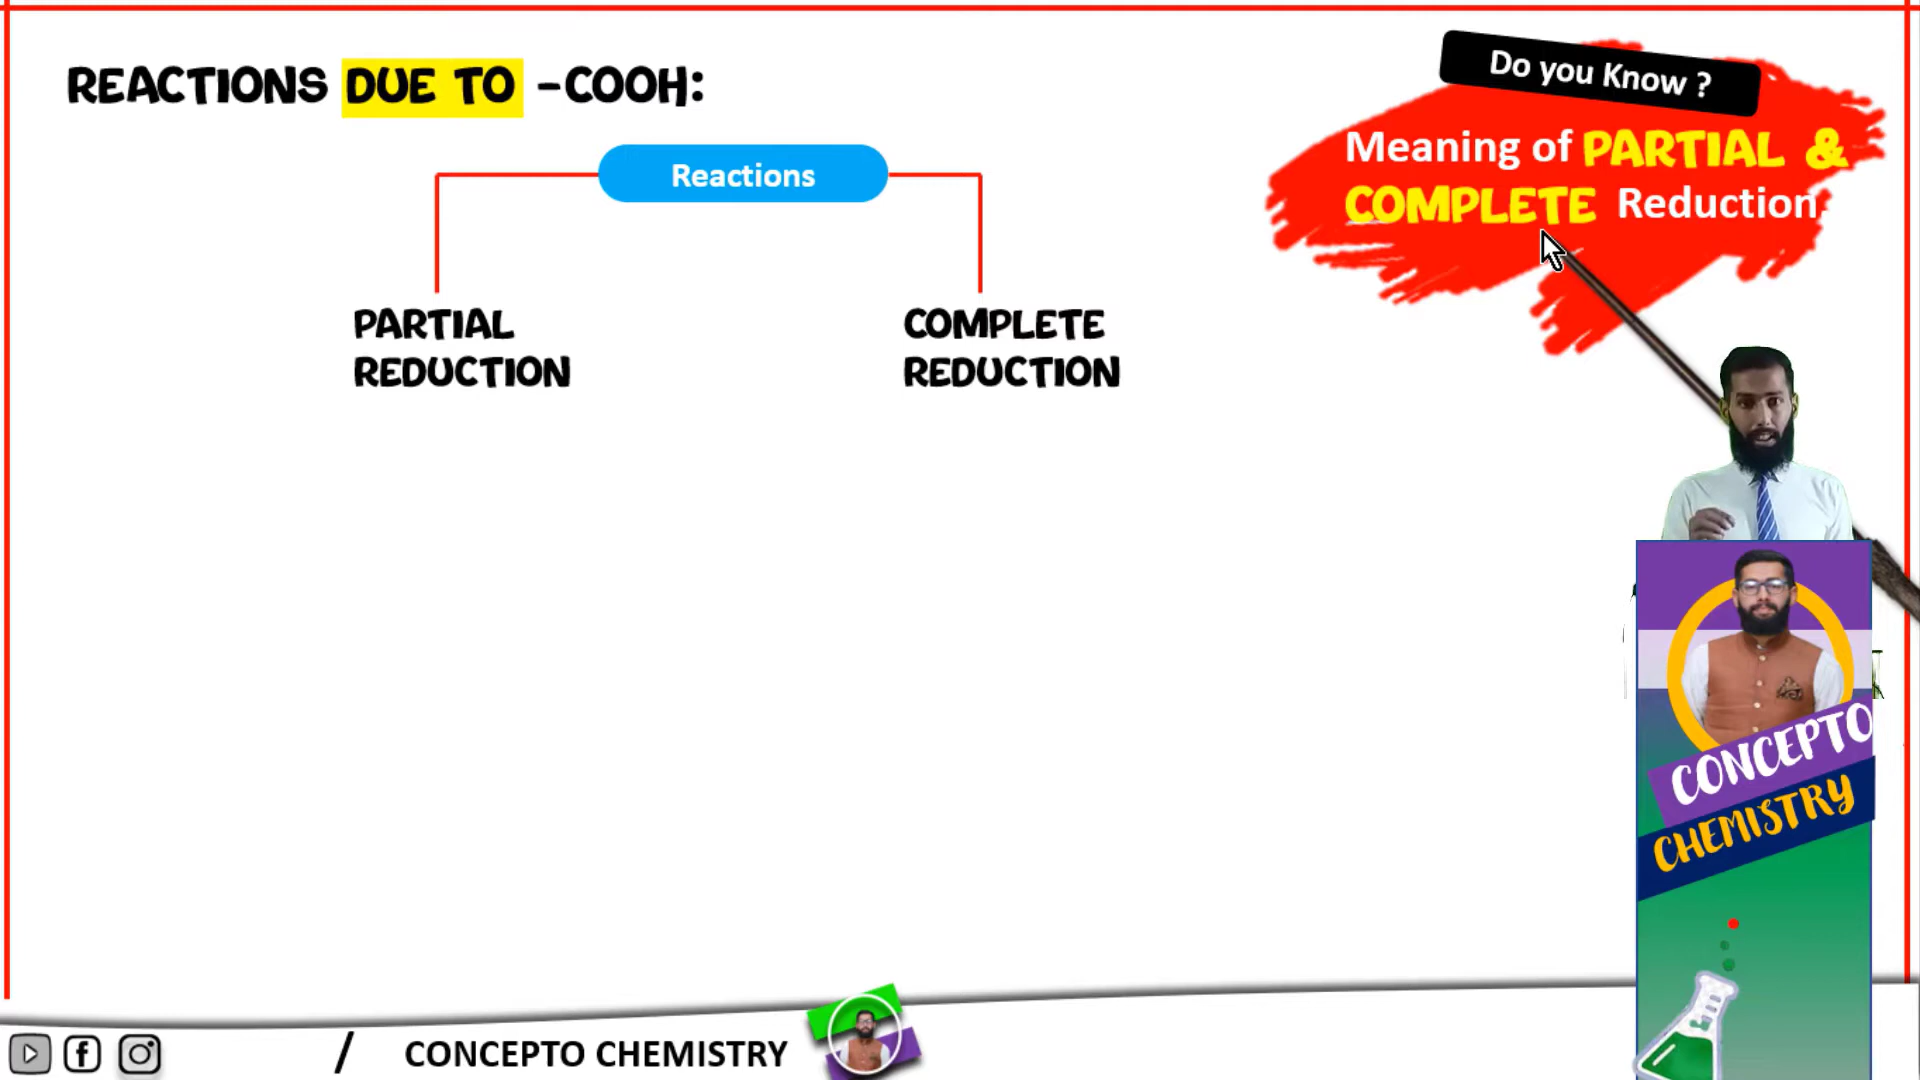 REACTIONS DUE TO -COOH:
Do you Know ?
Meaning of PARTIAL &
COMPLETE Reduction
Reactions
PARTIAL
REDUCTION
COMPLETE
REDUCTION
CONCEPTO
CHEMISTRY
/ CONCEPTO CHEMISTRY